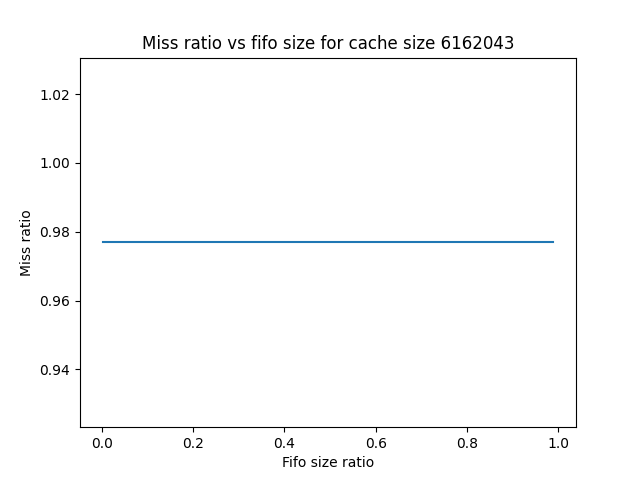 Miss ratio vs fifo size for cache size 6162043
1.02
1.00
0.98
0.96
0.94
Miss ratio
0.0 0.2 0.4 0.6 0.8 1.0
Fifo size ratio